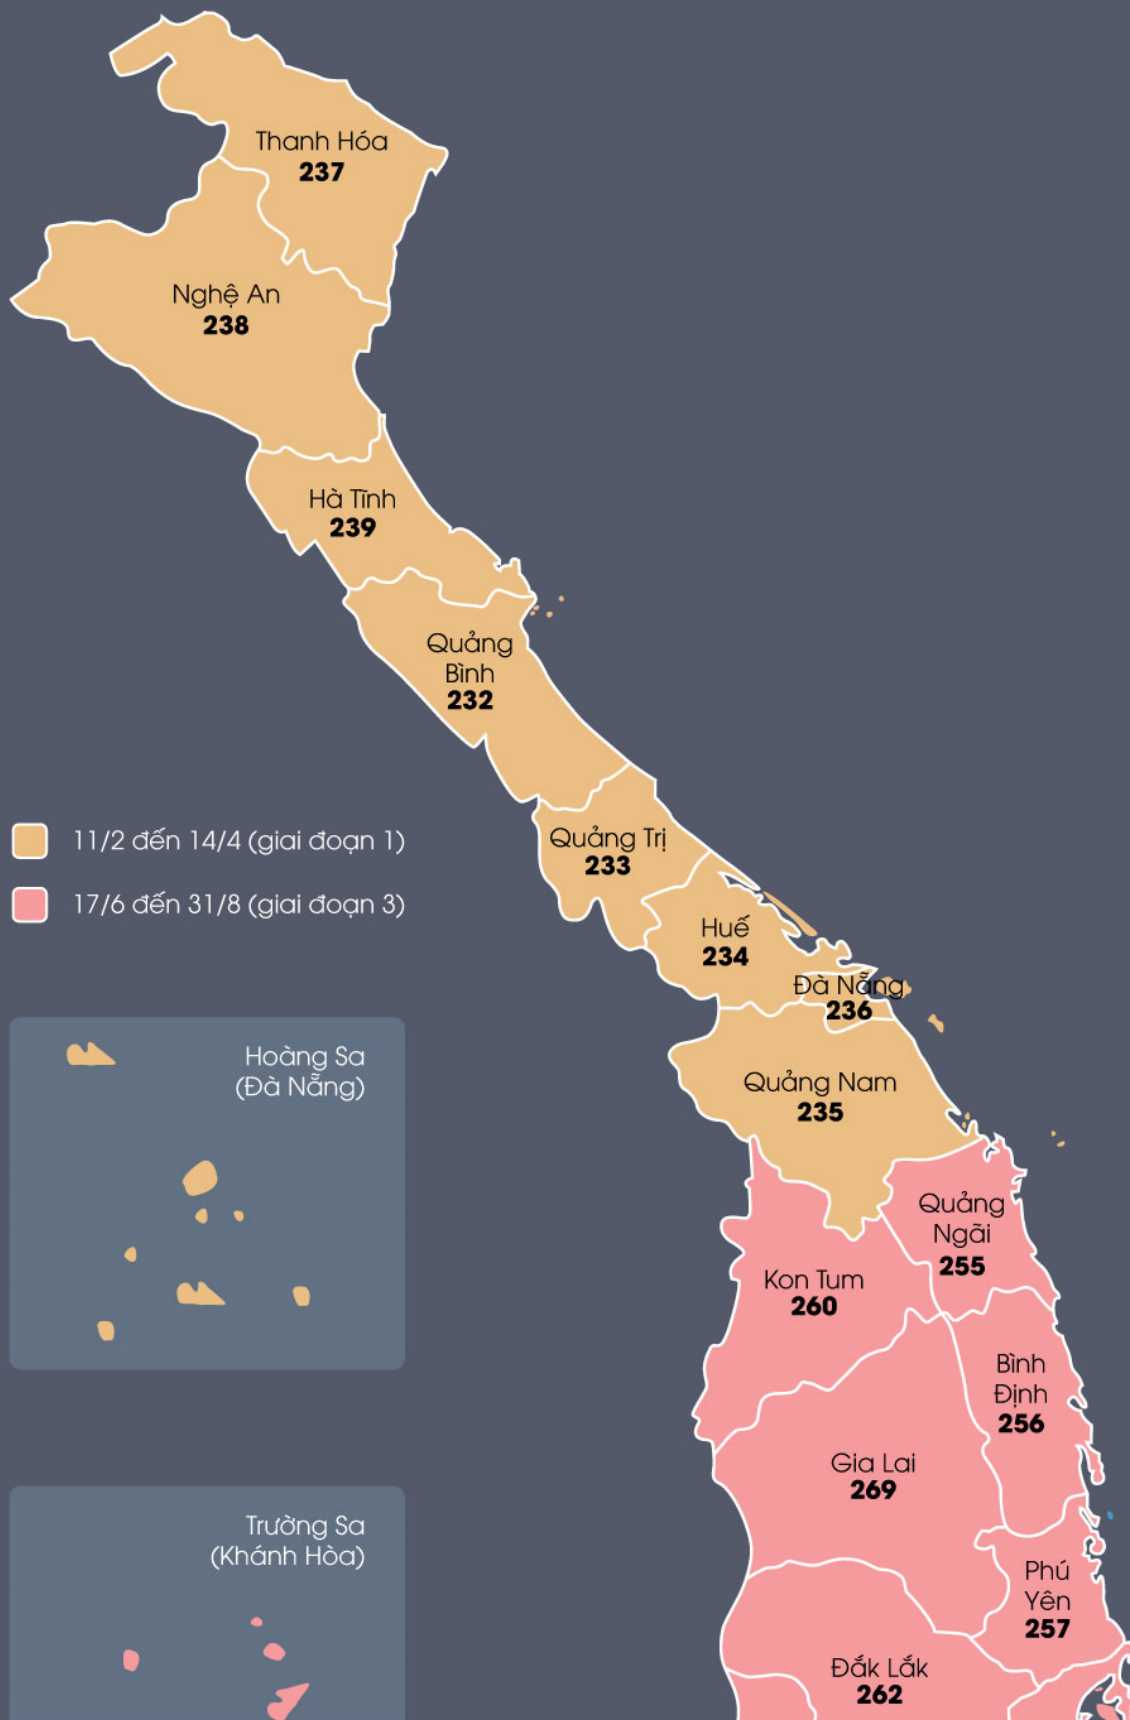 Thanh Hóa
237
Nghệ An
238
Hà Tĩnh
239
Quảng
Bình
232
11/2 đến 14/4 (giai đoạn 1)
17/6 đến 31/8 (giai đoạn 3)
Quảng Trị
233
Huế
234
Đà Nẵng
236
Quảng Nam
235
Hoàng Sa
(Đà Nẵng)
Quảng
Ngãi
255
Kon Tum
260
Bình
Định
256
Gia Lai
269
Trường Sa
(Khánh Hòa)
Phú
Yên
257
Đắk Lắk
262